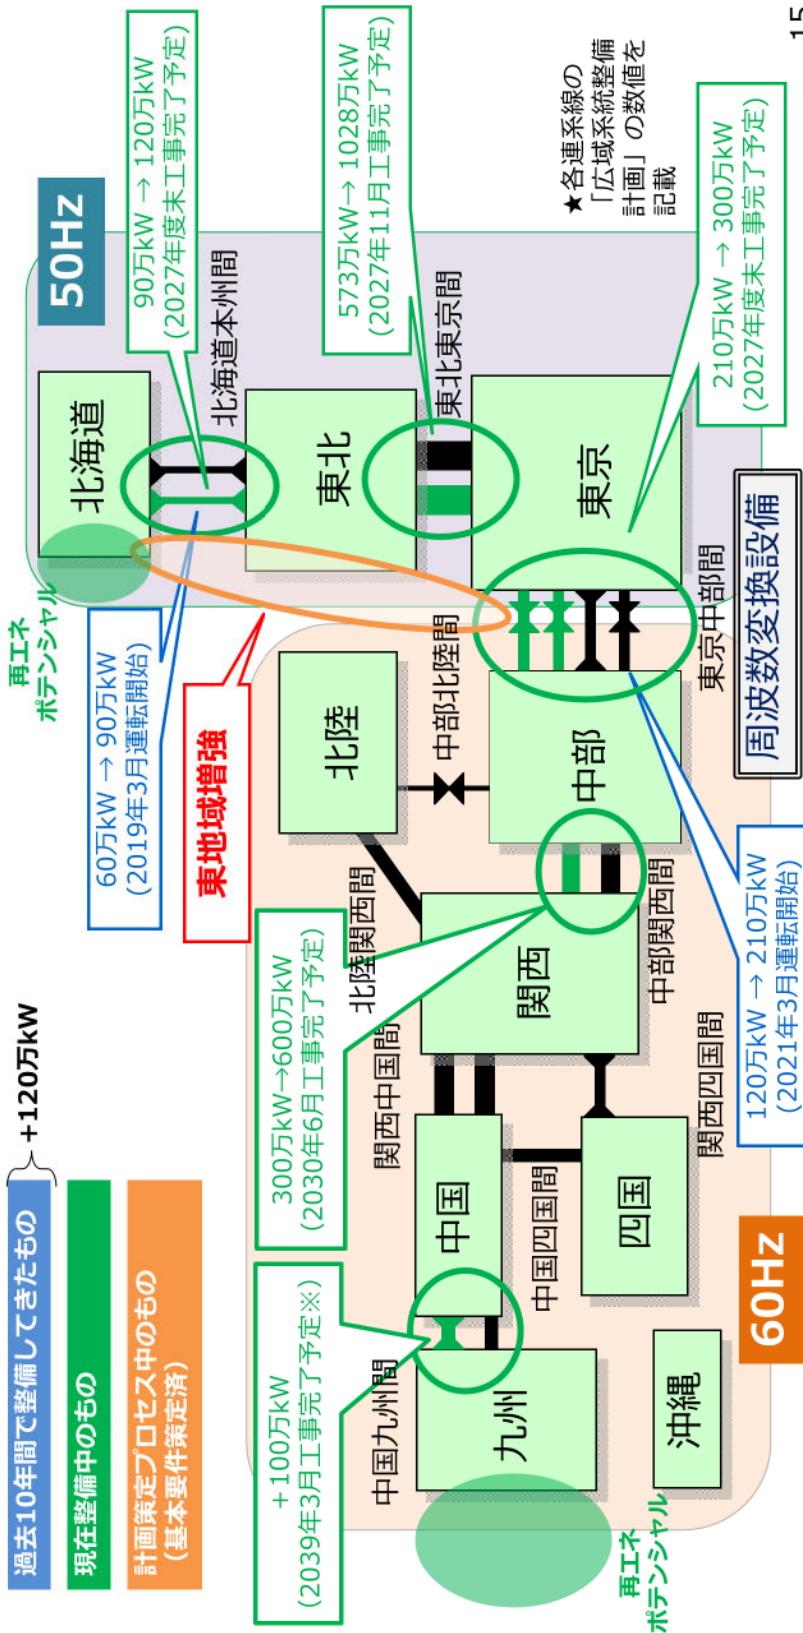 過去10年間で整備してきたもの
+120万kW
現在整備中のもの
計画策定プロセス中のもの
(基本要件策定済)
再エネ
ポテンシャル
50Hz
60万kW → 90万kW
(2019年3月運転開始)
90万kW → 120万kW
(2027年度末工事完了予定)
北海道
北海道本州間
東地域増強
東北
573万kW→ 1028万kW
(2027年11月工事完了予定)
東北東京間
+100万kW
(2039年3月工事完了予定※)
300万kW→600万kW
(2030年6月工事完了予定)
北陸
北陸関西間
中部北陸間
中国九州間
関西中国間
九州
中国
関西
中部
東京
★各連系線の
「広域系統整備
計画」の数値を
記載
中国四国間
四国
関西四国間
中部関西間
東京中部間
沖縄
再エネ
ポテンシャル
60Hz
120万kW → 210万kW
(2021年3月運転開始)
周波数変換設備
210万kW → 300万kW
(2027年度末工事完了予定)
15